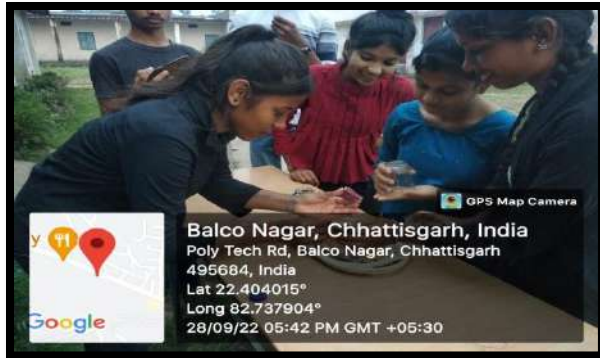 GPS Map Camera
Balco Nagar, Chhattisgarh, India
Poly Tech Rd, Balco Nagar, Chhattisgarh
495684, India
Lat 22.404015°
Long 82.737904°
28/09/22 05:42 PM GMT +05:30
y
Google